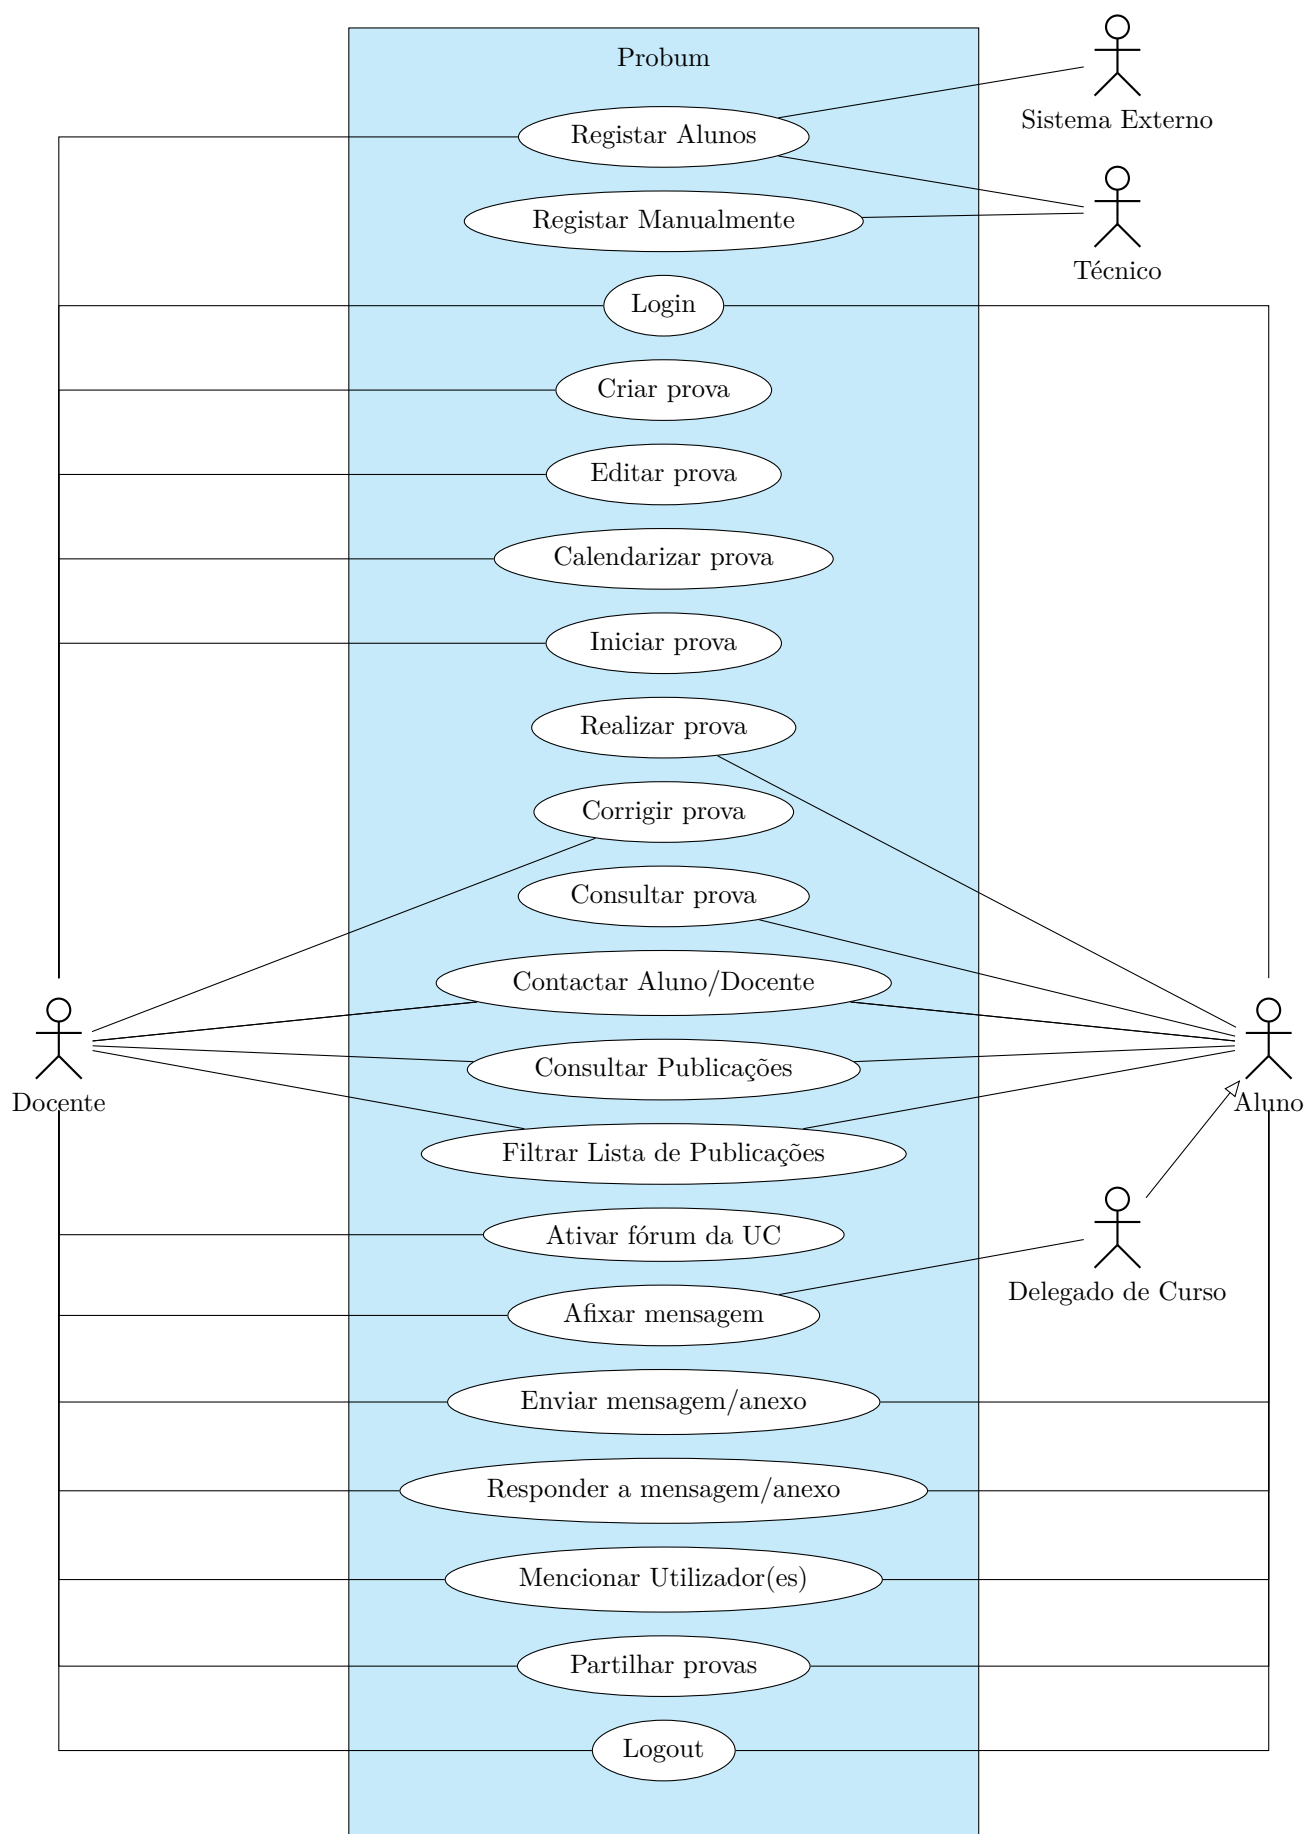 Probum
Sistema Externo
Registar Alunos
Registar Manualmente
Técnico
Login
Criar prova
Editar prova
Calendarizar prova
Iniciar prova
Realizar prova
Corrigir prova
Consultar prova
Contactar Aluno/Docente
Consultar Publicações
Docente
Aluno
Filtrar Lista de Publicações
Ativar fórum da UC
Delegado de Curso
Afixar mensagem
Enviar mensagem/anexo
Responder a mensagem/anexo
Mencionar Utilizador(es)
Partilhar provas
Logout